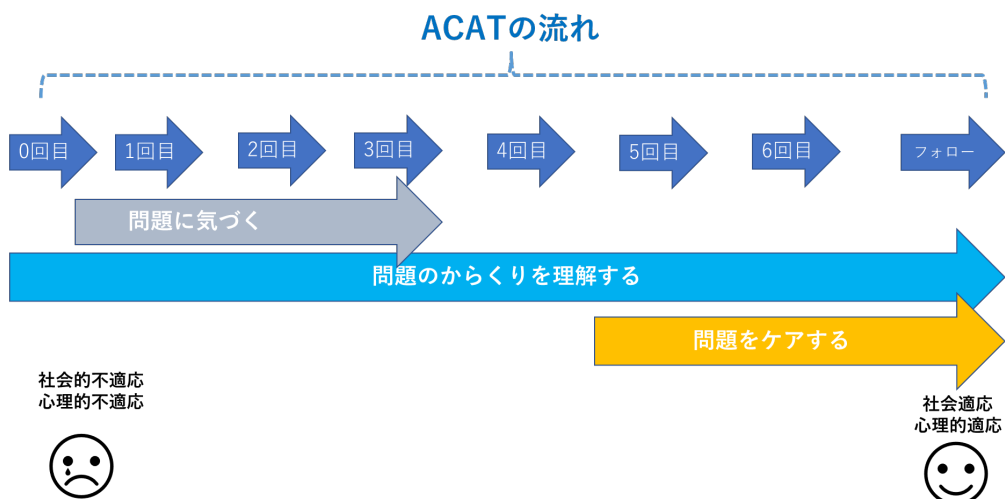 ACATの流れ
0回目
1回目
2回目
3回目
4回目
5回目
6回目
フォロー
問題に気づく
問題のからくりを理解する
問題をケアする
社会的不適応
心理的不適応
社会適応
心理的適応